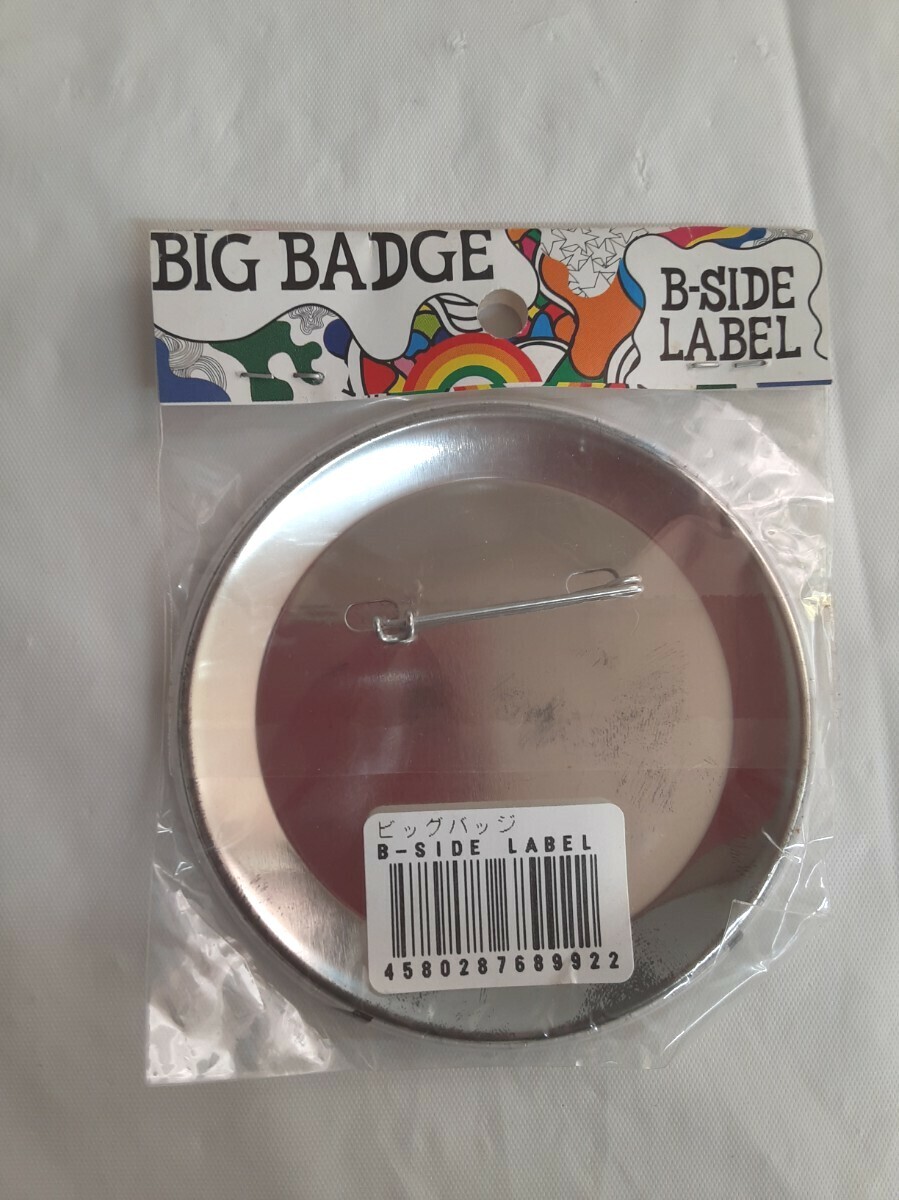 BIG BADGE
B-SIDE
LABEL
ビッグバッジ
B-SIDE LABEL
4580287689922